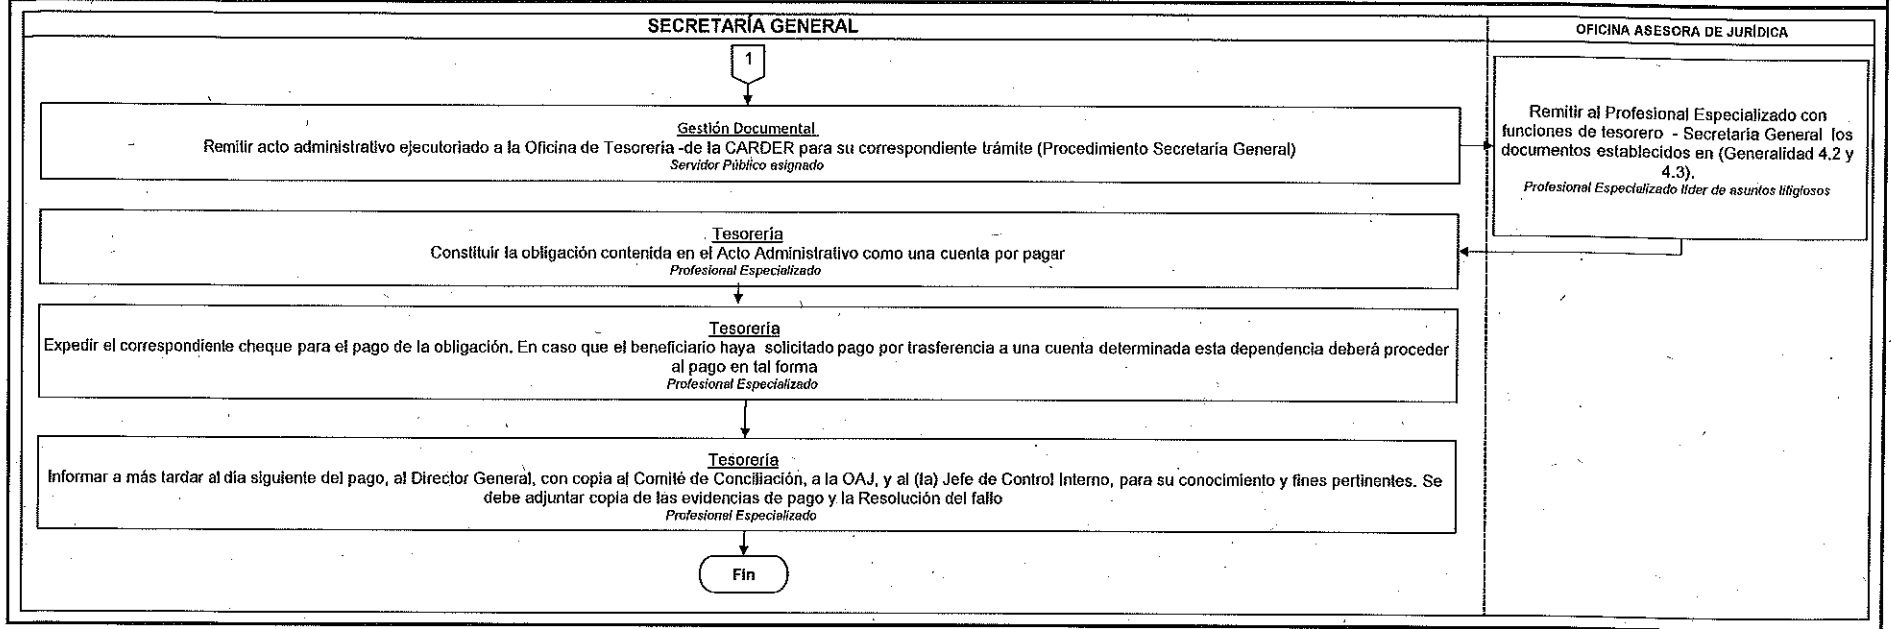 SECRETARÍA GENERAL
OFICINA ASESORA DE JURÍDICA
1
Gestión Documental
Remitir acto administrativo ejecutoriado a la Oficina de Tesorería -de la CARDER para su correspondiente trámite (Procedimiento Secretaría General)
Servidor Público asignado
Remitir al Profesional Especializado con
funciones de tesorero - Secretaria General los
documentos establecidos en (Generalidad 4.2 y
4.3).
Profesional Especializado líder de asuntos litigiosos
Tesorería
Constituir la obligación contenida en el Acto Administrativo como una cuenta por pagar
Profesional Especializado
Tesorería
Expedir el correspondiente cheque para el pago de la obligación. En caso que el beneficiario haya solicitado pago por trasferencia a una cuenta determinada esta dependencia deberá proceder
al pago en tal forma
Profesional Especializado
Tesorería
Informar a más tardar al día siguiente del pago, al Director General, con copia al Comité de Conciliación, a la OAJ, y al (la) Jefe de Control Interno, para su conocimiento y fines pertinentes. Se
debe adjuntar copia de las evidencias de pago y la Resolución del fallo
Profesional Especializado
Fin